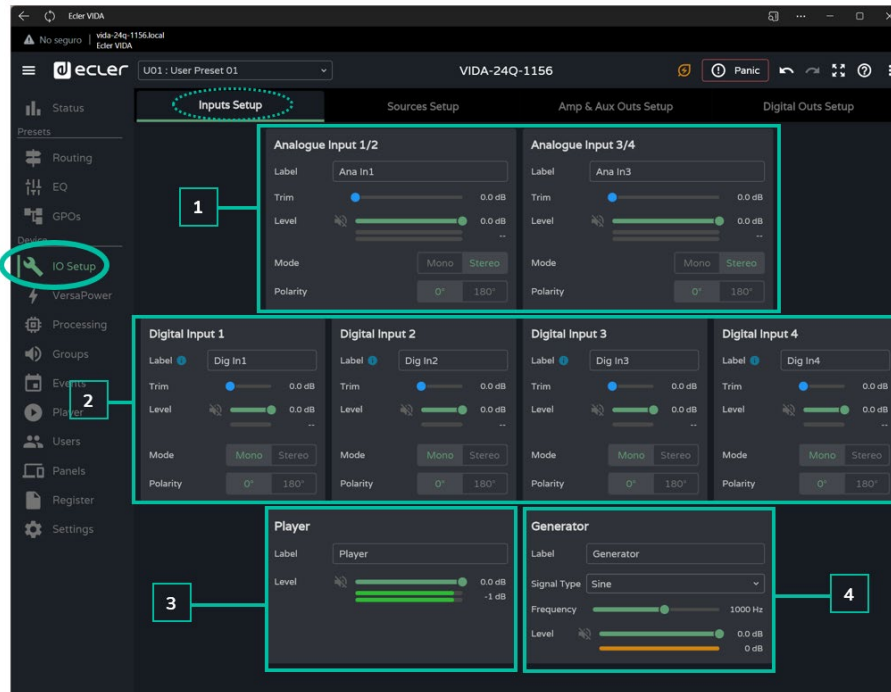 Ecler VIDA
No seguro | vida-24q-1156.local
Ecler VIDA
ecler U01 : User Preset 01 VIDA-24Q-1156 Panic
Status
Presets
Routing
EQ
GPOs
Device
IO Setup
VersaPower
Processing
Groups
Events
Player
Users
Panels
Register
Settings
Inputs Setup Sources Setup Amp & Aux Outs Setup Digital Outs Setup
1
Analogue Input 1/2
Label Ana In1
Trim 0.0 dB
Level 0.0 dB
--
Mode Mono Stereo
Polarity 0° 180°
Analogue Input 3/4
Label Ana In3
Trim 0.0 dB
Level 0.0 dB
--
Mode Mono Stereo
Polarity 0° 180°
2
Digital Input 1
Label Dig In1
Trim 0.0 dB
Level 0.0 dB
--
Mode Mono Stereo
Polarity 0° 180°
Digital Input 2
Label Dig In2
Trim 0.0 dB
Level 0.0 dB
--
Mode Mono Stereo
Polarity 0° 180°
Digital Input 3
Label Dig In3
Trim 0.0 dB
Level 0.0 dB
--
Mode Mono Stereo
Polarity 0° 180°
Digital Input 4
Label Dig In4
Trim 0.0 dB
Level 0.0 dB
--
Mode Mono Stereo
Polarity 0° 180°
3
Player
Label Player
Level 0.0 dB
-1 dB
Generator
Label Generator
Signal Type Sine
Frequency 1000 Hz
Level 0.0 dB
0 dB
4